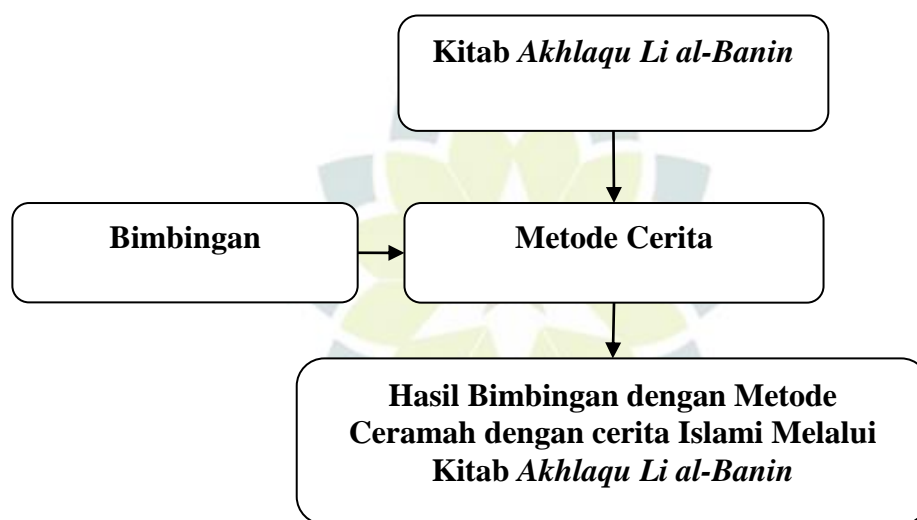 Kitab Akhlaqu Li al-Banin
Bimbingan
Metode Cerita
Hasil Bimbingan dengan Metode
Ceramah dengan cerita Islami Melalui
Kitab Akhlaqu Li al-Banin